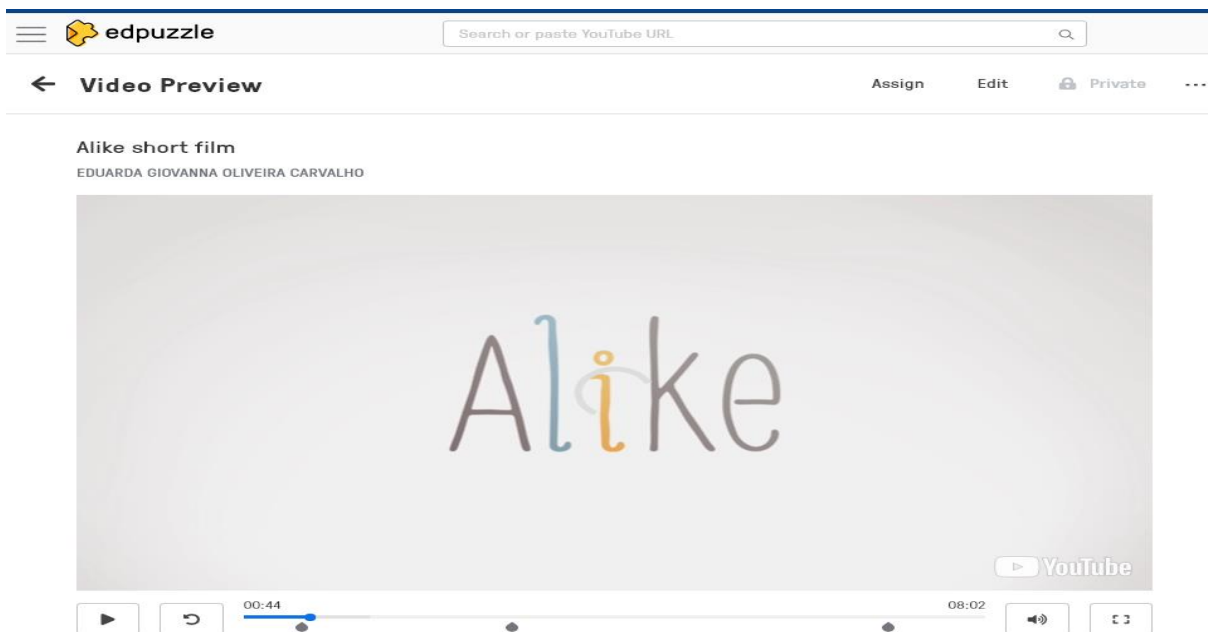 edpuzzle
Search or paste YouTube URL
Video Preview
Assign Edit Private ...
Alike short film
EDUARDA GIOVANNA OLIVEIRA CARVALHO
Alike
YouTube
00:44 08:02